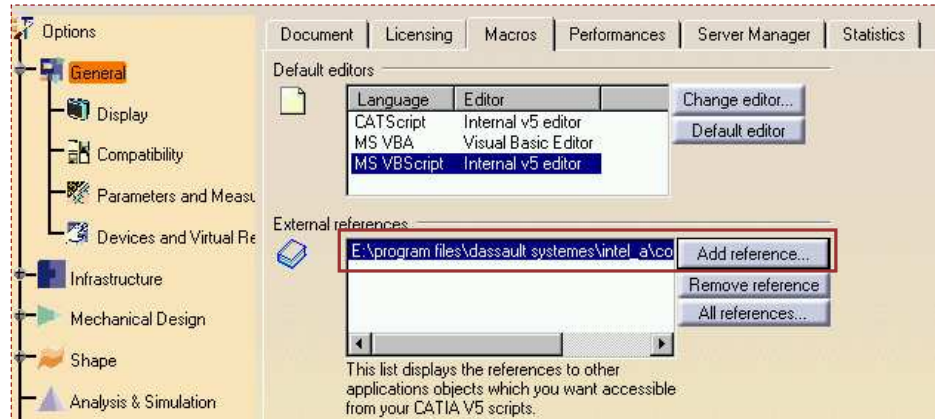 Options
General
Display
Compatibility
Parameters and Measu
Devices and Virtual Re
Infrastructure
Mechanical Design
Shape
Analysis & Simulation
Document Licensing Macros Performances Server Manager Statistics
Default editors
Language Editor
CATScript Internal v5 editor
MS VBA Visual Basic Editor
MS VBScript Internal v5 editor
Change editor...
Default editor
External references
E:\program files\dassault systemes\intel_a\co
Add reference...
Remove reference
All references...
This list displays the references to other
applications objects which you want accessible
from your CATIA V5 scripts.